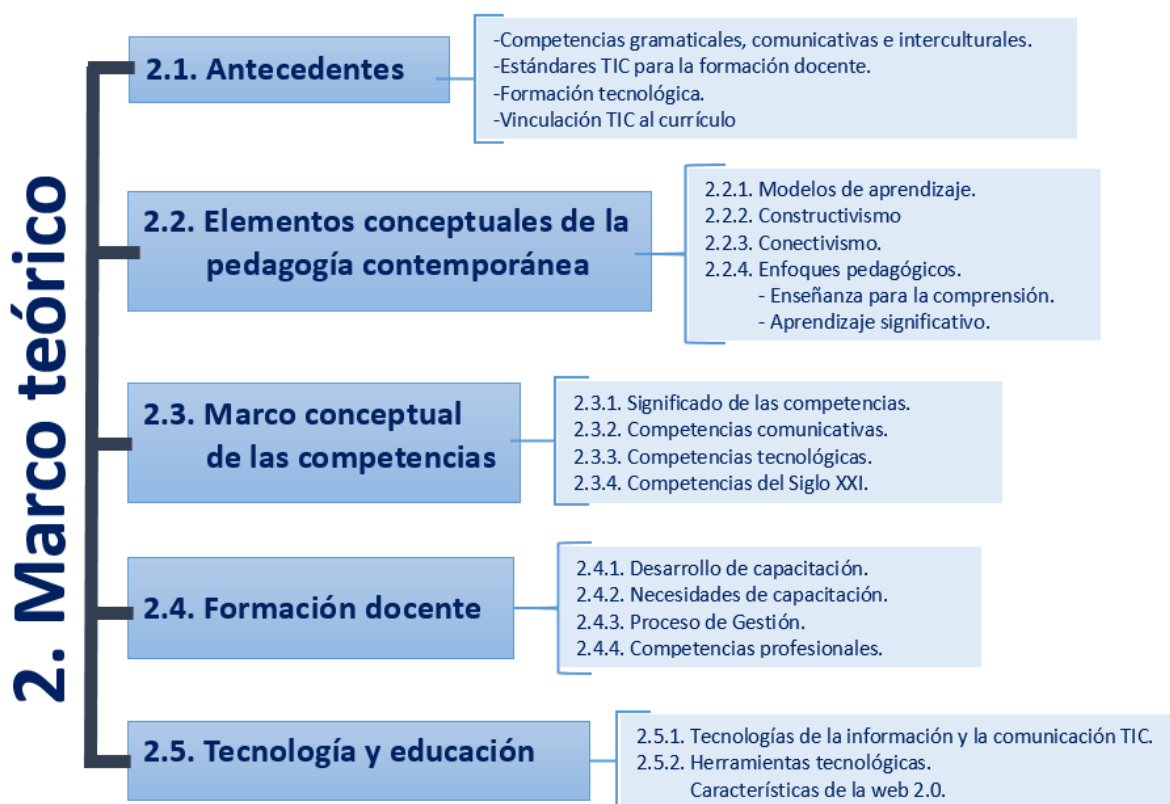 2. Marco teórico
2.1. Antecedentes
-Competencias gramaticales, comunicativas e interculturales.
-Estándares TIC para la formación docente.
-Formación tecnológica.
-Vinculación TIC al currículo
2.2. Elementos conceptuales de la
pedagogía contemporánea
2.2.1. Modelos de aprendizaje.
2.2.2. Constructivismo
2.2.3. Conectivismo.
2.2.4. Enfoques pedagógicos.
- Enseñanza para la comprensión.
- Aprendizaje significativo.
2.3. Marco conceptual
de las competencias
2.3.1. Significado de las competencias.
2.3.2. Competencias comunicativas.
2.3.3. Competencias tecnológicas.
2.3.4. Competencias del Siglo XXI.
2.4. Formación docente
2.4.1. Desarrollo de capacitación.
2.4.2. Necesidades de capacitación.
2.4.3. Proceso de Gestión.
2.4.4. Competencias profesionales.
2.5. Tecnología y educación
2.5.1. Tecnologías de la información y la comunicación TIC.
2.5.2. Herramientas tecnológicas.
Características de la web 2.0.